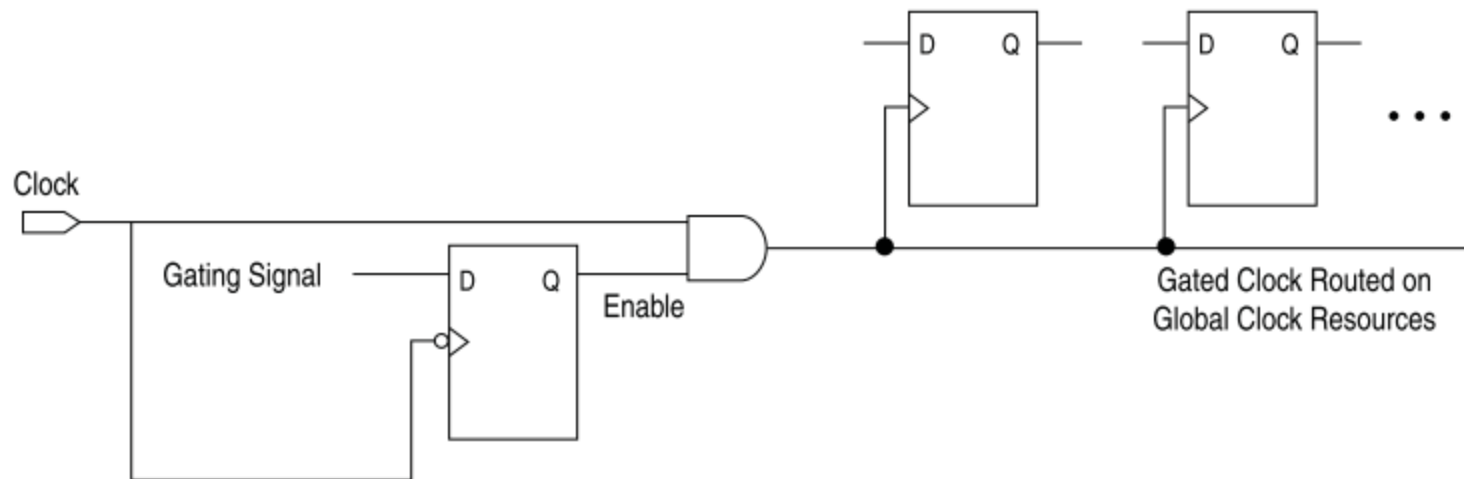 D Q
D Q
Clock
Gating Signal
D Q
Enable
Gated Clock Routed on
Global Clock Resources